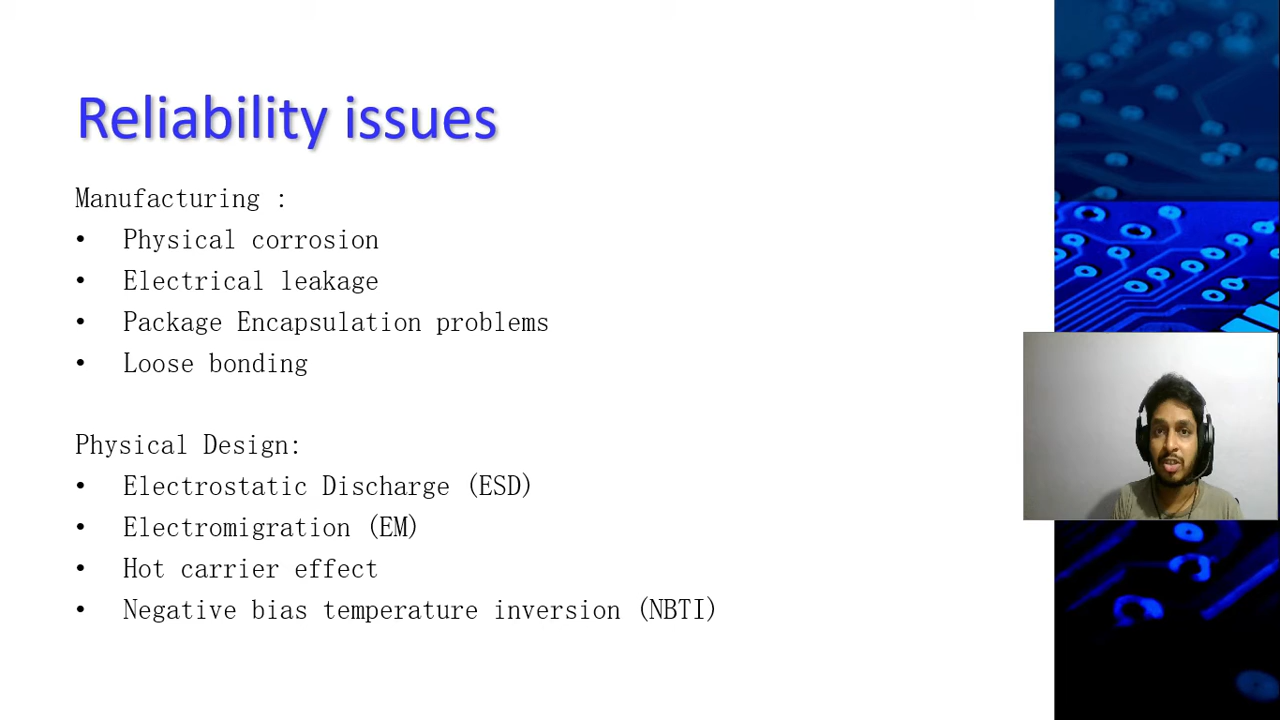 Reliability issues
Manufacturing :
• Physical corrosion
• Electrical leakage
• Package Encapsulation problems
• Loose bonding
Physical Design:
• Electrostatic Discharge (ESD)
• Electromigration (EM)
• Hot carrier effect
• Negative bias temperature inversion (NBTI)